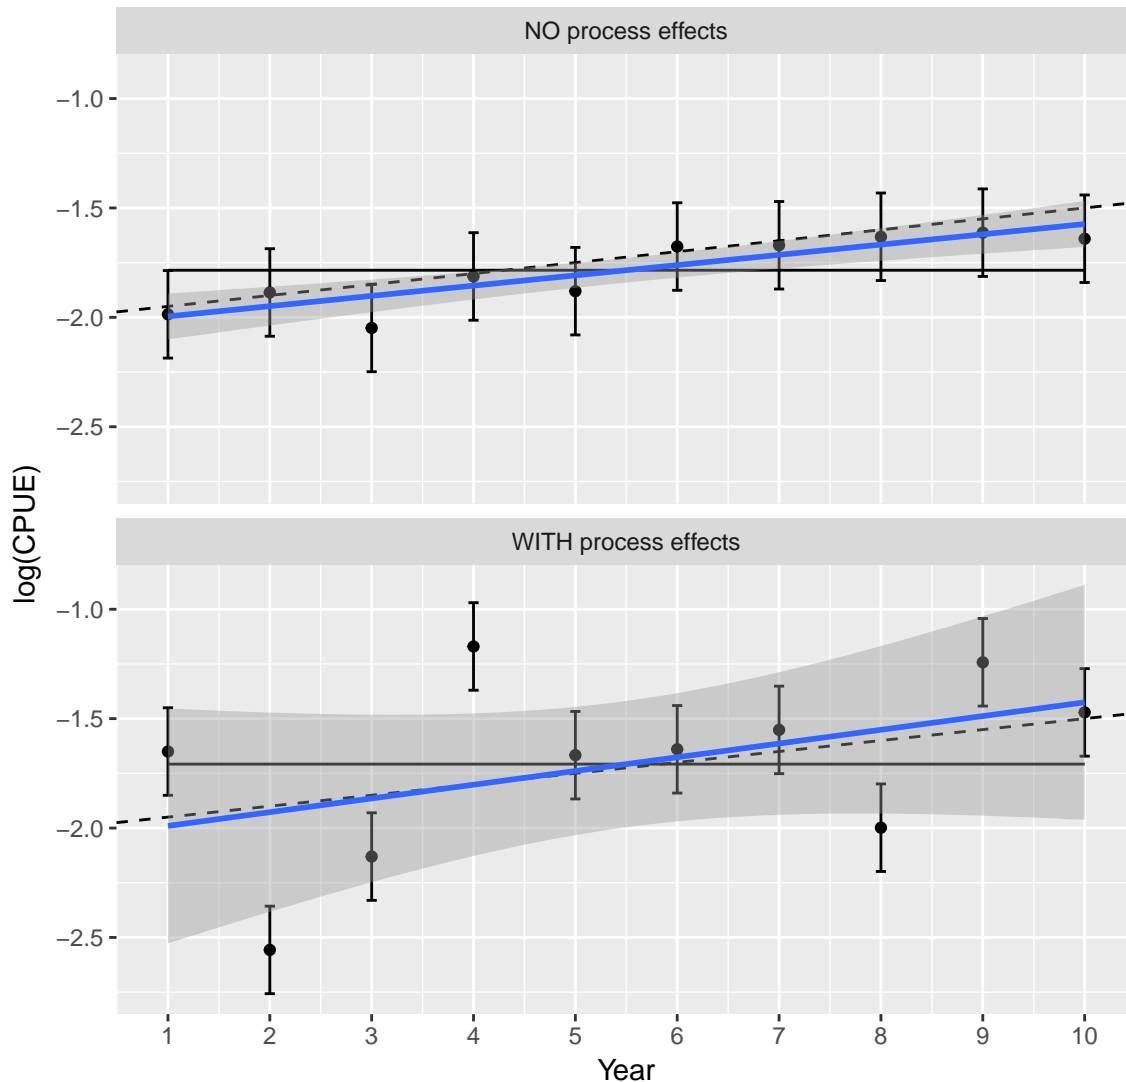 NO process effects
−1.0
−1.5
−2.0
−2.5
log(CPUE)
WITH process effects
−1.0
−1.5
−2.0
−2.5
1 2 3 4 5 6 7 8 9 10
Year